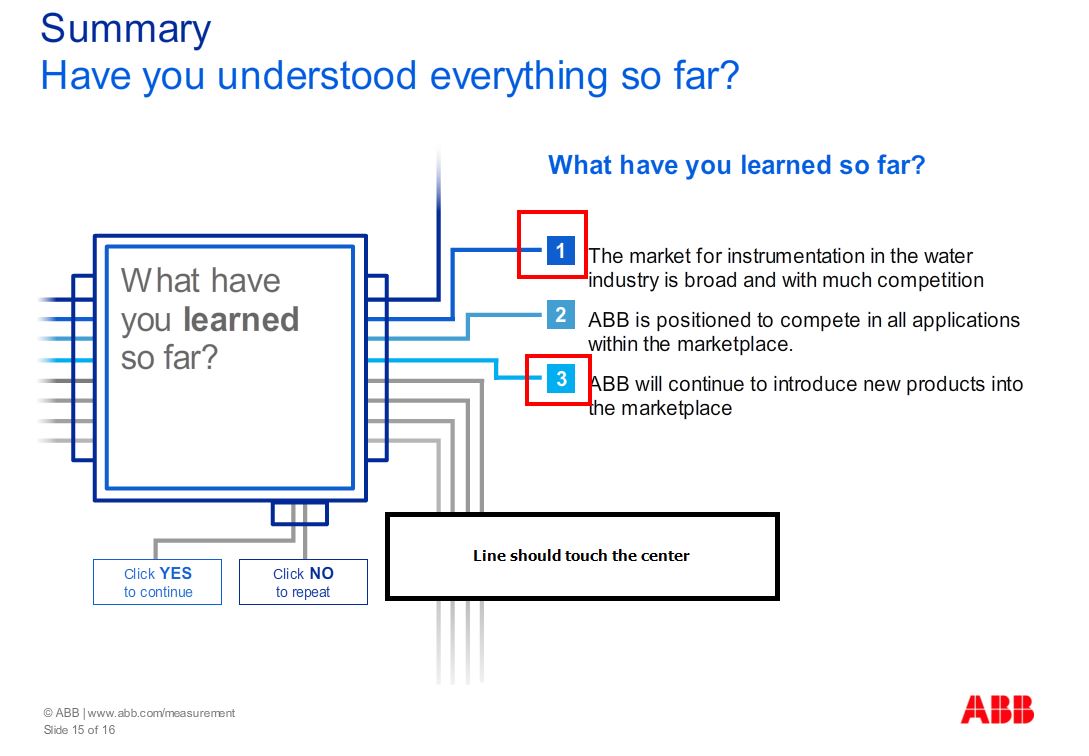 Summary
Have you understood everything so far?
What have you learned so far?
What have
you learned
so far?
1
The market for instrumentation in the water
industry is broad and with much competition
2
ABB is positioned to compete in all applications
within the marketplace.
3
ABB will continue to introduce new products into
the marketplace
Line should touch the center
Click YES
to continue
Click NO
to repeat
© ABB | www.abb.com/measurement
Slide 15 of 16
ABB